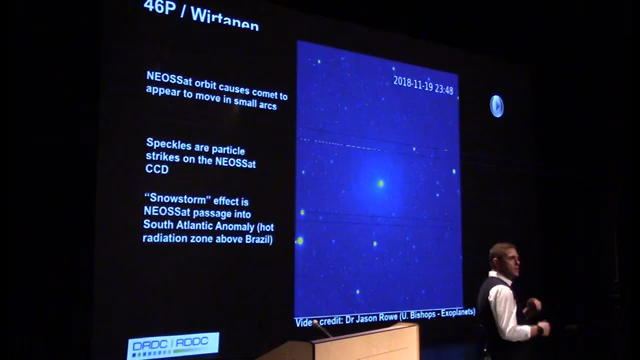 46P / Wirtanen
2018-11-19 23:48
NEOSSat orbit causes comet to
appear to move in small arcs
Speckles are particle
strikes on the NEOSSat
CCD
“Snowstorm” effect is
NEOSSat passage into
South Atlantic Anomaly (hot
radiation zone above Brazil)
Video credit: Dr Jason Rowe (U. Bishops - Exoplanets)
DRDC | RDDC